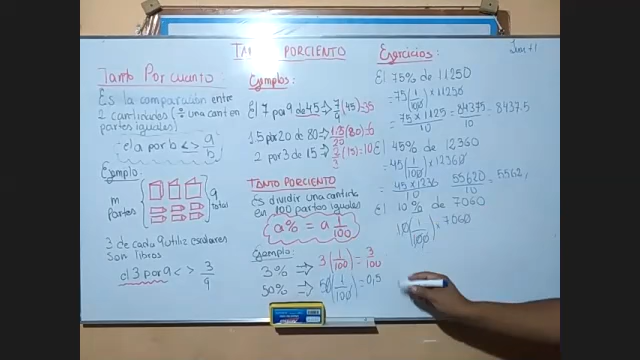 TANTO PORCIENTO
Tanto Por cuanto
Es la comparación entre
2 cantidades (÷ una cant en
partes iguales)
el a por b <> a/b
Ejemplo:
m
partes
9
total
3 de cada 9 utiles escolares
Son libros
el 3 por 9 <> 3/9
Ejemplos
El 7 por 9 de 45 ⇒ 7/9 (45) = 35
1.5 por 20 de 80 ⇒ 1.5/20 (80) = 6
2 por 3 de 15 ⇒ 2/3 (15) = 10
TANTO PORCIENTO
Es dividir una cantida
en 100 partes iguales
a% = a 1/100
Ejemplo:
3% ⇒ 3 (1/100) = 3/100
50% ⇒ 50 (1/100) = 0,5
Ejercicios:
El 75% de 11250
= 75 (1/100) × 11250
= 75 × 1125/10 = 84375/10 = 8437.5
El 45% de 12360
= 45 (1/100) × 12360
= 45 × 1236/10 = 55620/10 = 5562,
El 10% de 7060
10 (1/100) × 7060